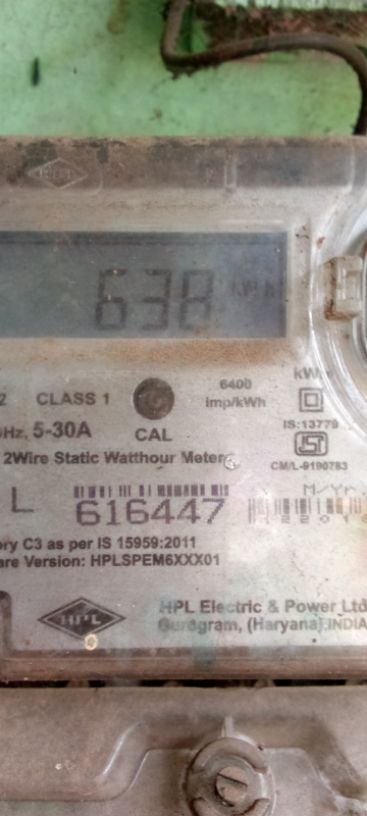 HPL
638 kWh
2 CLASS 1
6400
imp/kWh
kW
Hz, 5-30A
CAL
IS:13779
2Wire Static Watthour Meter
CM/L-9190783
L 616447
M/Yr.
ory C3 as per IS 15959:2011
are Version: HPLSPEM6XXX01
HPL
HPL Electric & Power Ltd
Gurugram, (Haryana) INDIA